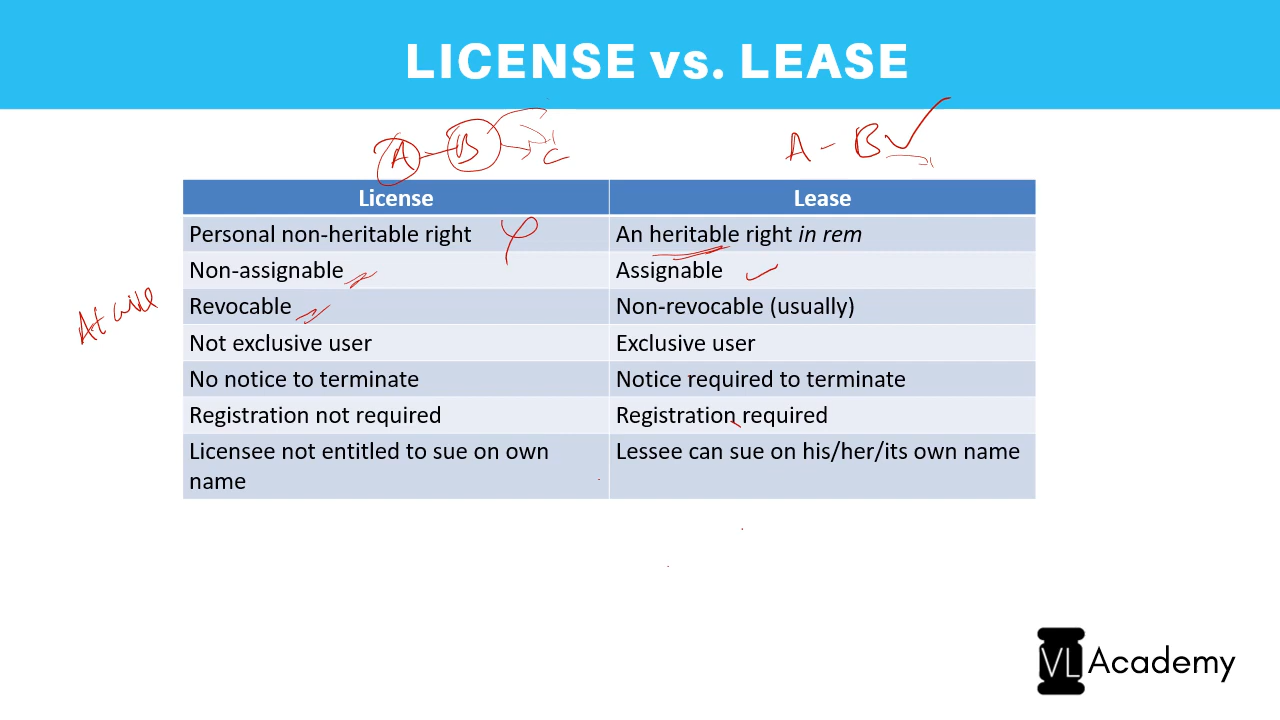 LICENSE vs. LEASE
A - B C
A - B
License Lease
Personal non-heritable right An heritable right in rem
Non-assignable Assignable
At will
Revocable Non-revocable (usually)
Not exclusive user Exclusive user
No notice to terminate Notice required to terminate
Registration not required Registration required
Licensee not entitled to sue on own Lessee can sue on his/her/its own name
name
VL Academy